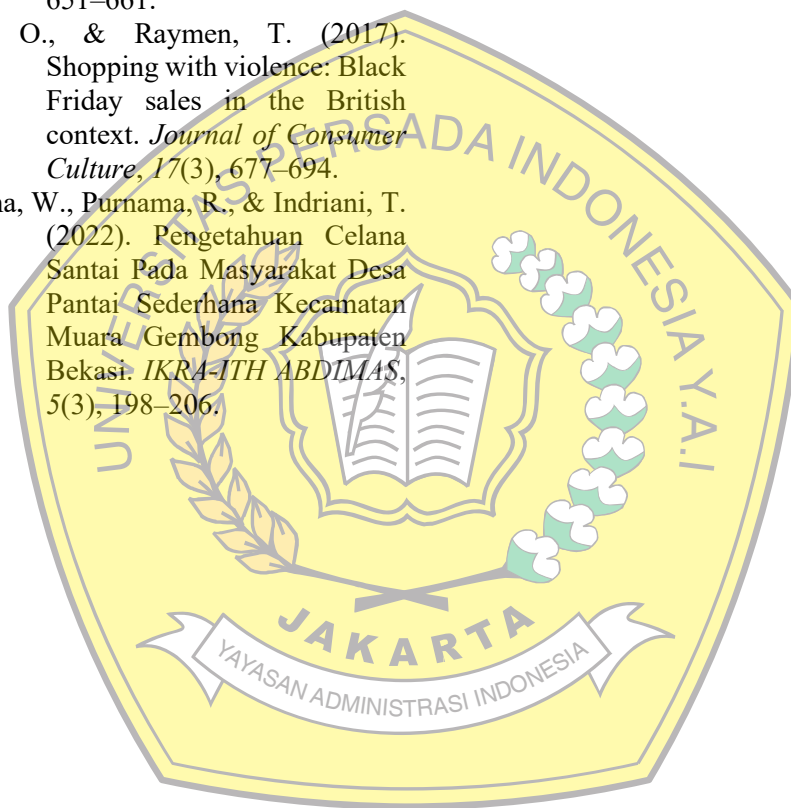 651–661.
O., & Raymen, T. (2017).
Shopping with violence: Black
Friday sales in the British
context. Journal of Consumer
Culture, 17(3), 677–694.
W., Purnama, R., & Indriani, T.
(2022). Pengetahuan Celana
Santai Pada Masyarakat Desa
Pantai Sederhana Kecamatan
Muara Gembong Kabupaten
Bekasi. IKRA-ITH ABDIMAS,
5(3), 198–206.
UNIVERSITAS PERSADA INDONESIA Y.A.I
JAKARTA
YAYASAN ADMINISTRASI INDONESIA